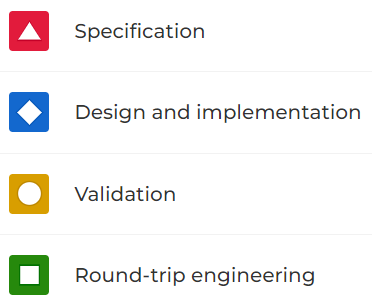 Specification
Design and implementation
Validation
Round-trip engineering